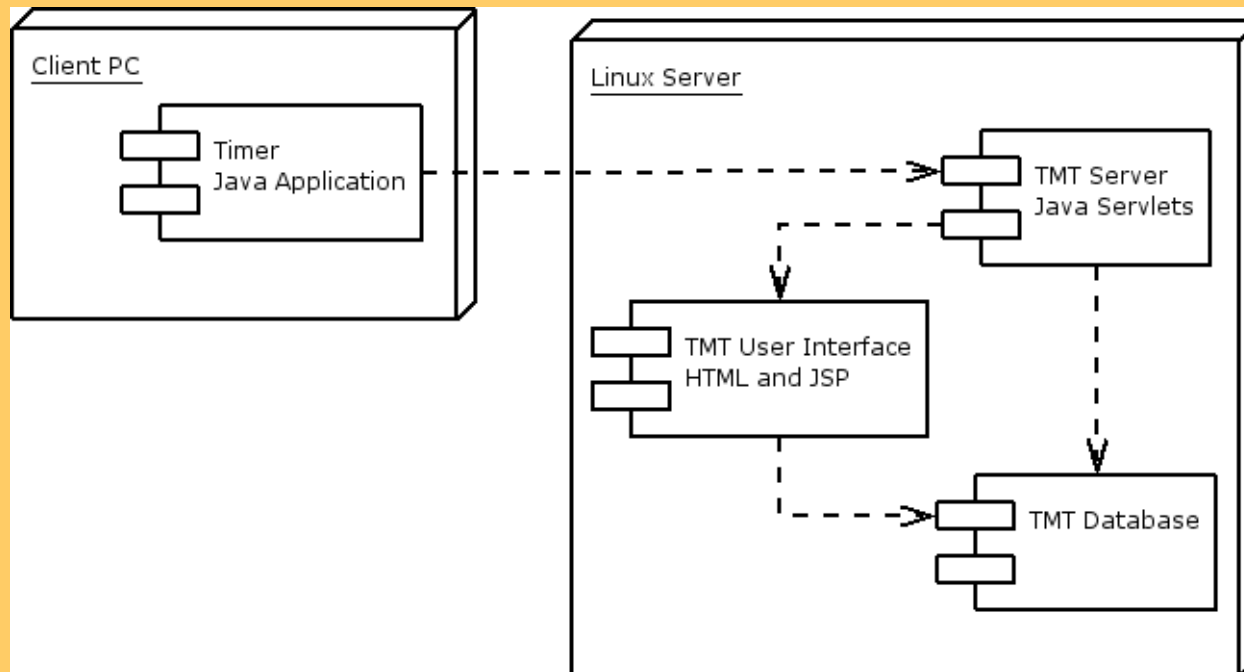 Client PC
Timer
Java Application
Linux Server
TMT Server
Java Servlets
TMT User Interface
HTML and JSP
TMT Database